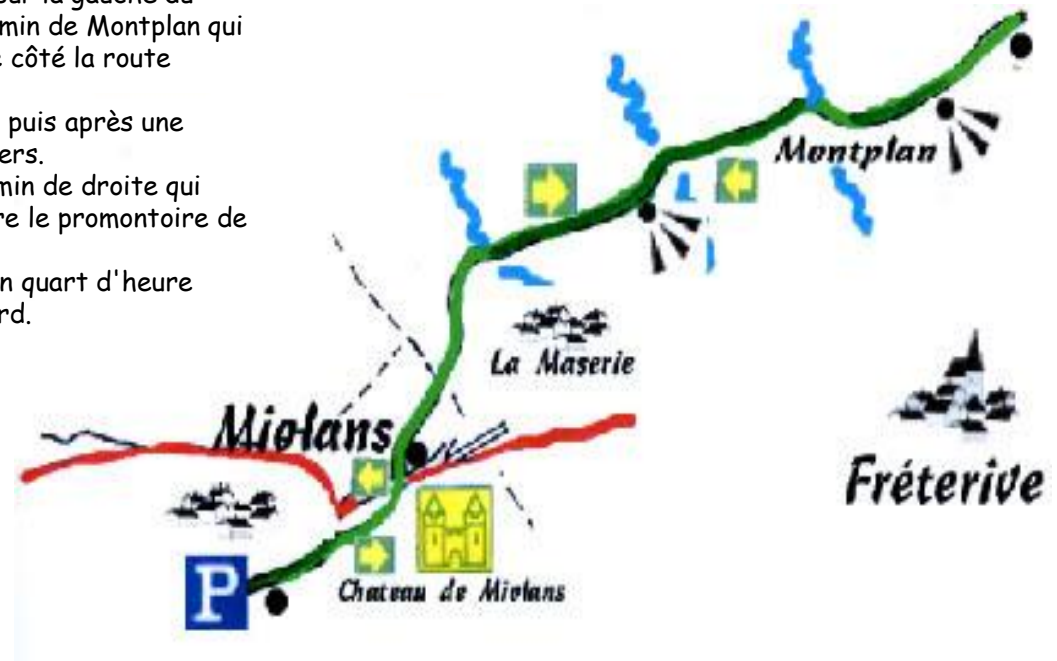 sur la gauche du
min de Montplan qui
côté la route
puis après une
ers.
min de droite qui
re le promontoire de
n quart d'heure
rd.
Montplan
La Maserie
Miolans
Fréterive
P
Chateau de Miolans